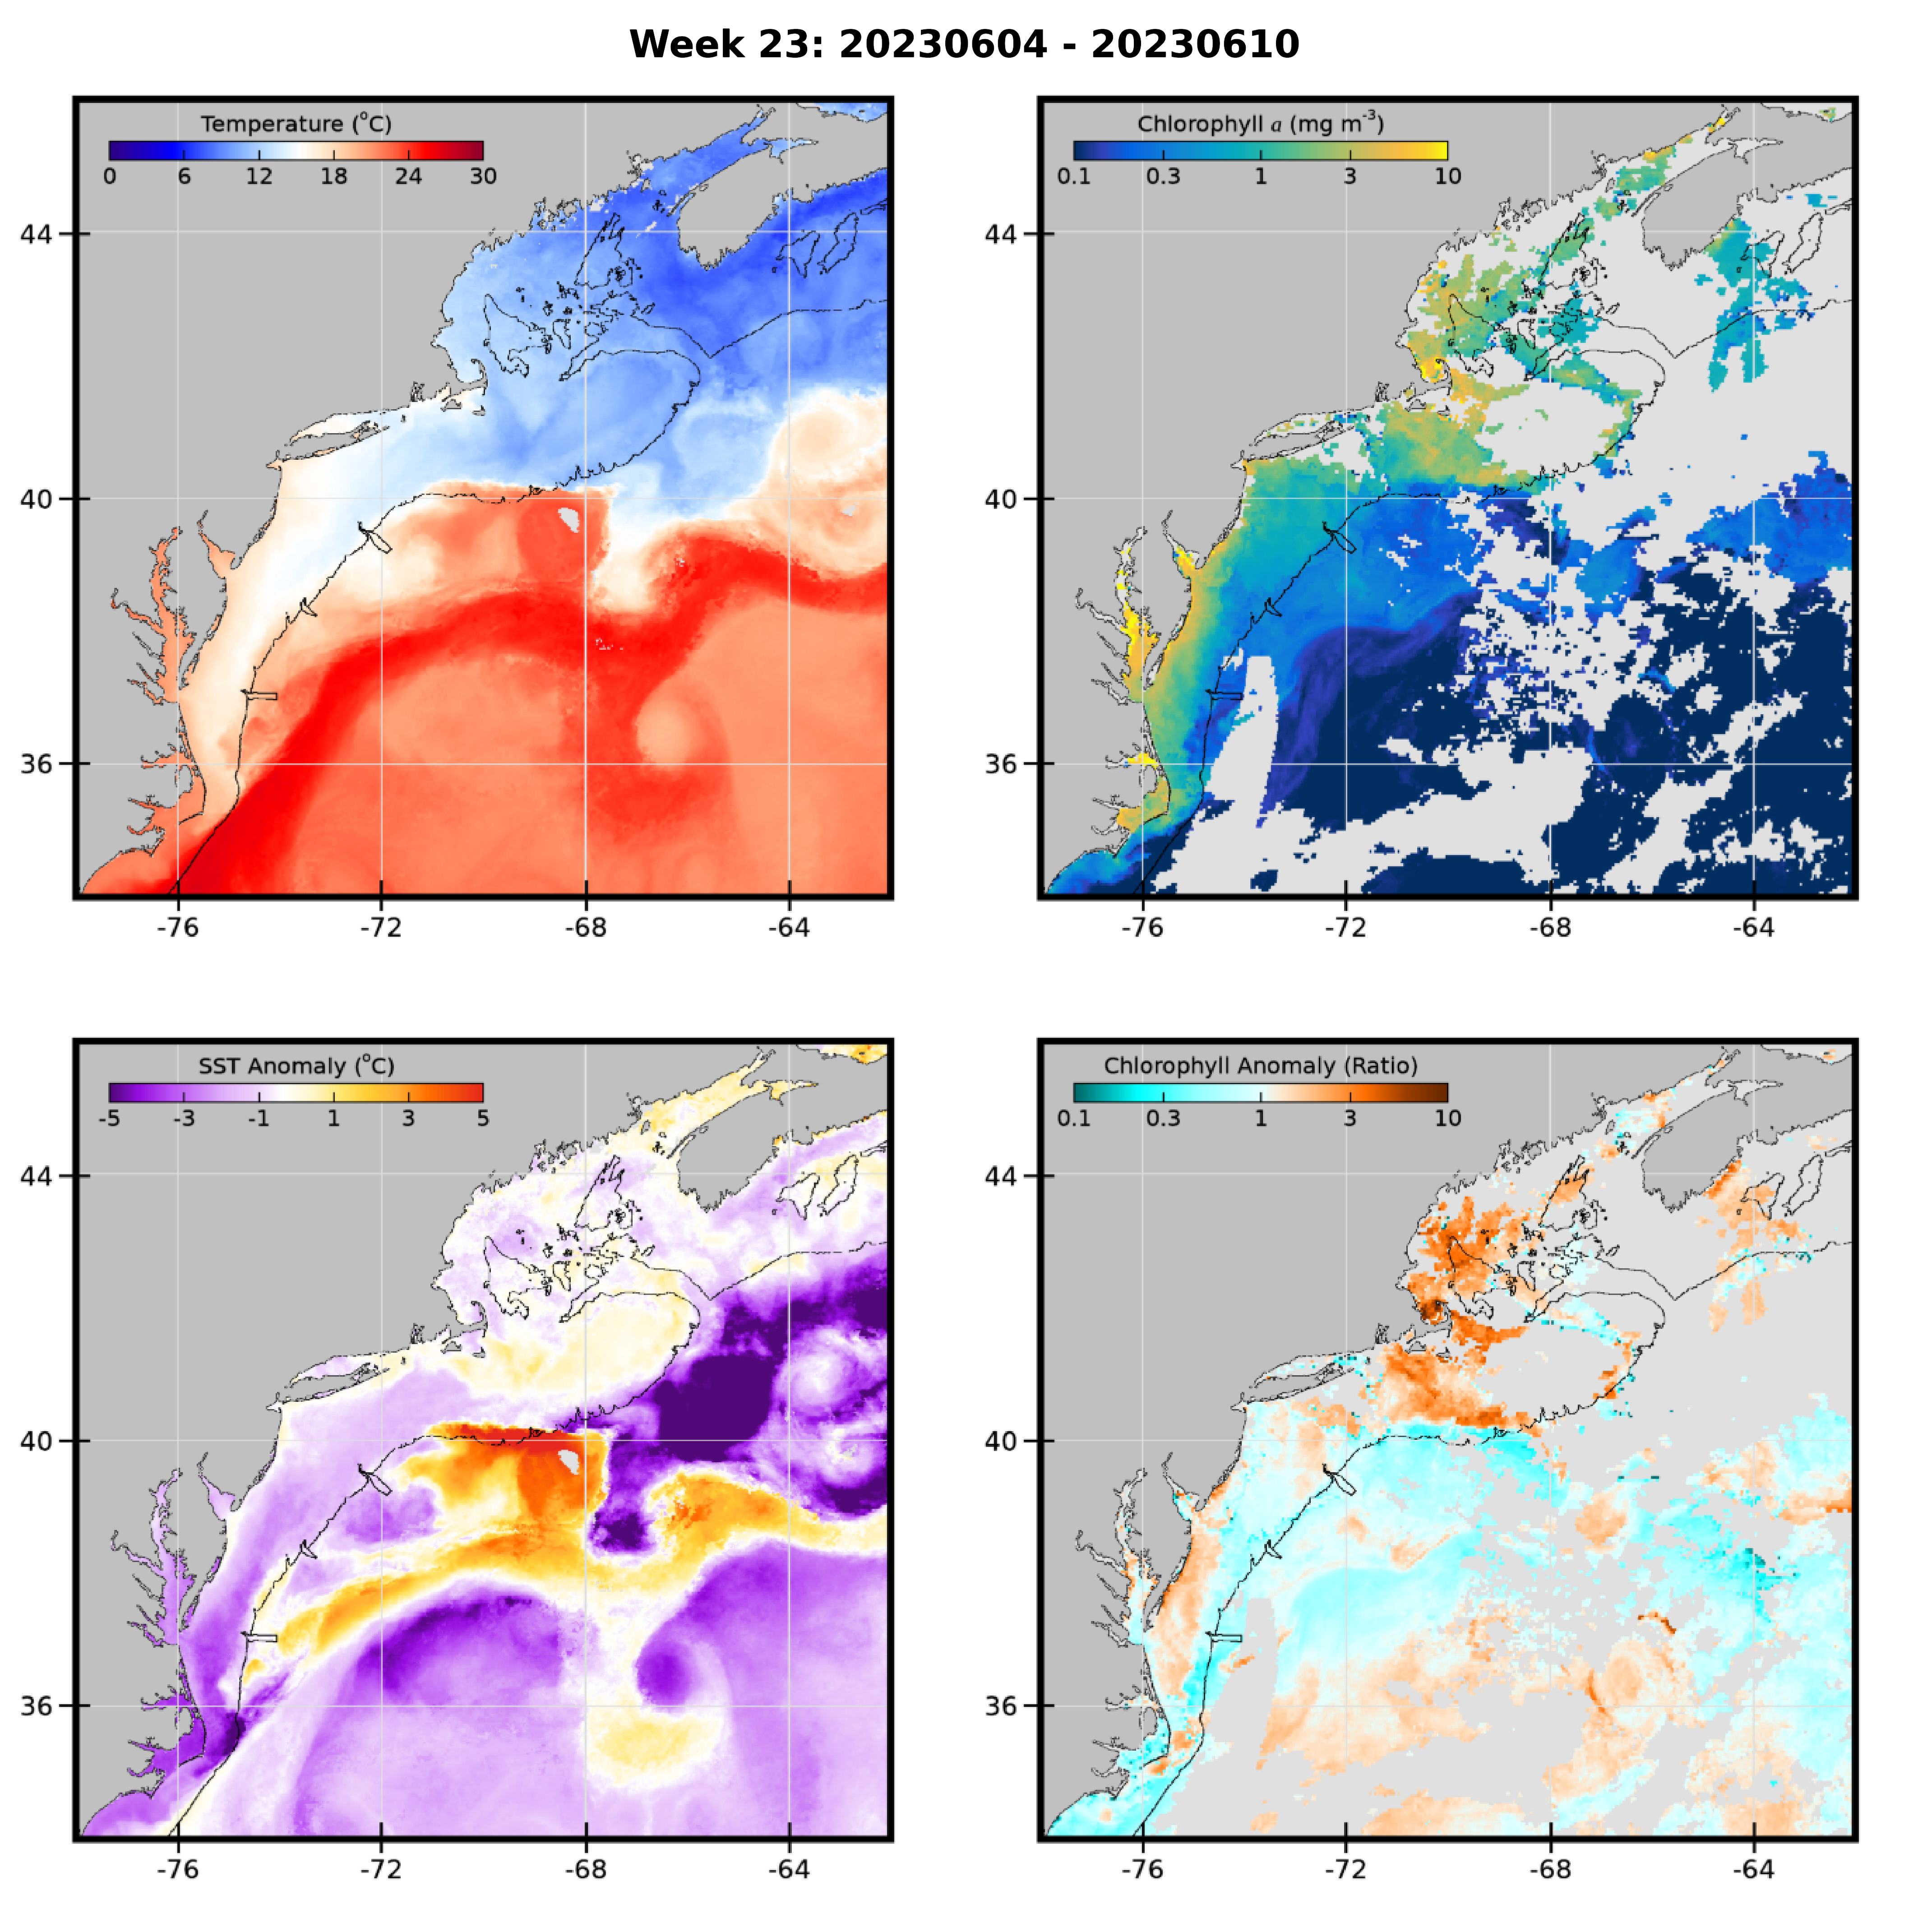 Week 23: 20230604 - 20230610
Temperature (°C)
0 6 12 18 24 30
44
40
36
-76 -72 -68 -64
Chlorophyll a (mg m⁻³)
0.1 0.3 1 3 10
44
40
36
-76 -72 -68 -64
SST Anomaly (°C)
-5 -3 -1 1 3 5
44
40
36
-76 -72 -68 -64
Chlorophyll Anomaly (Ratio)
0.1 0.3 1 3 10
44
40
36
-76 -72 -68 -64